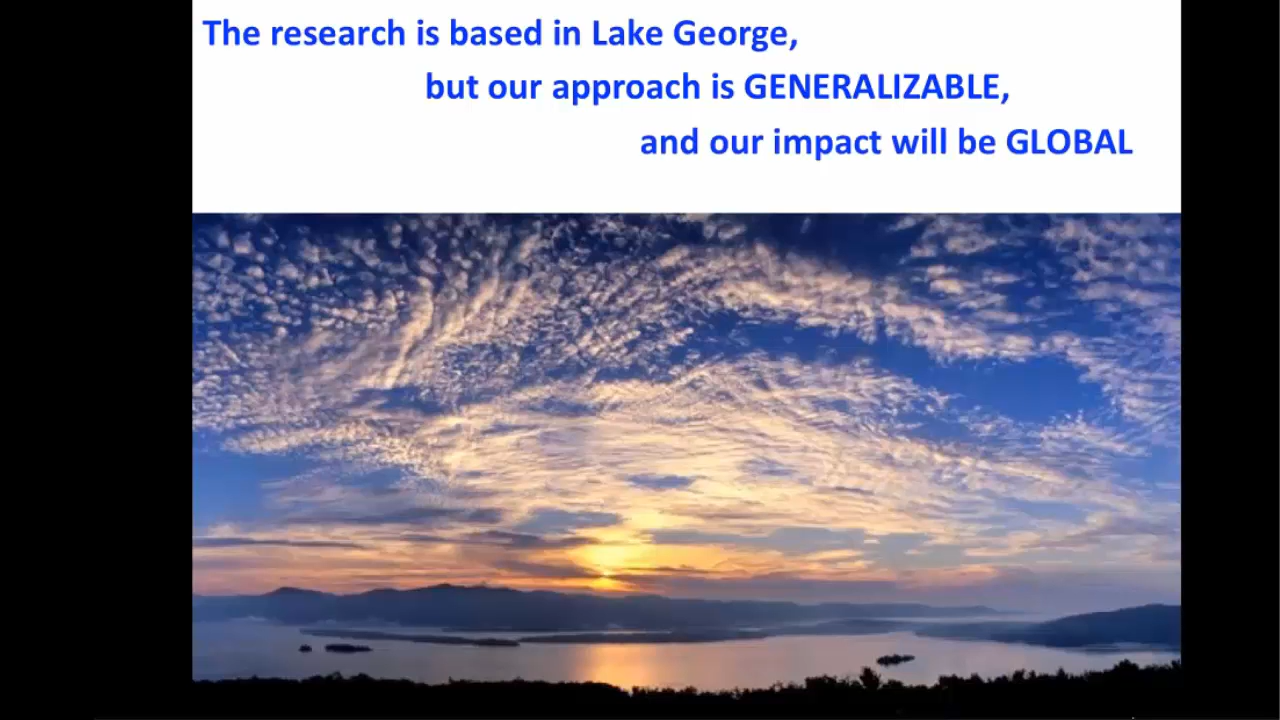 The research is based in Lake George,
but our approach is GENERALIZABLE,
and our impact will be GLOBAL